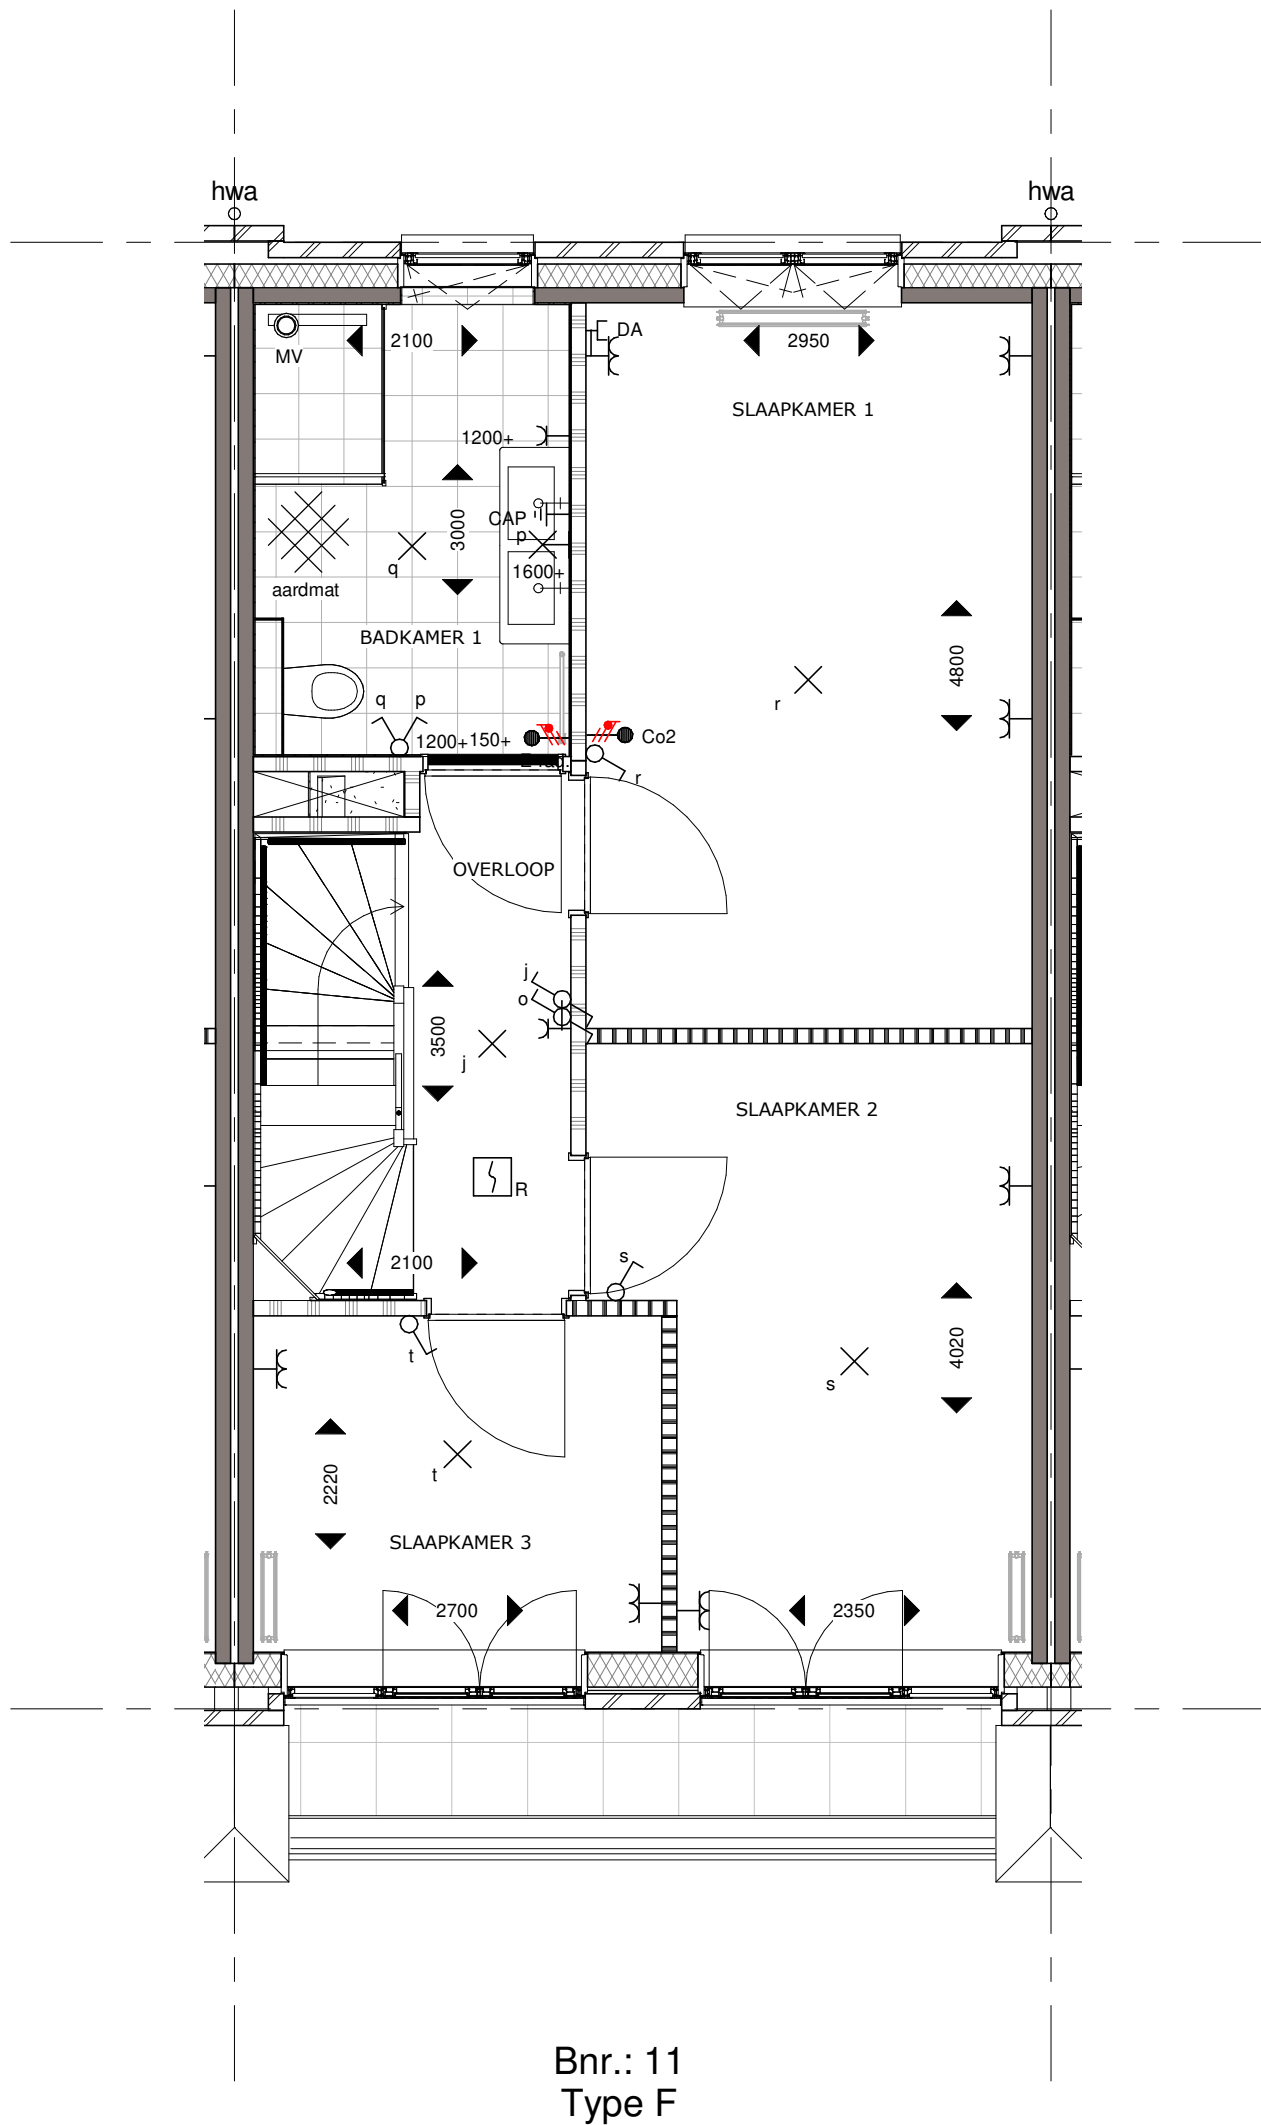 hwa
hwa
MV
2100
DA
2950
SLAAPKAMER 1
1200+
3000
CAP
p
q
1600+
aardmat
BADKAMER 1
4800
r
q p
1200+ 150+
Co2
r
OVERLOOP
j
o
3500
j
SLAAPKAMER 2
R
2100
s
t
4020
s
t
2220
SLAAPKAMER 3
2700
2350
Bnr.: 11
Type F